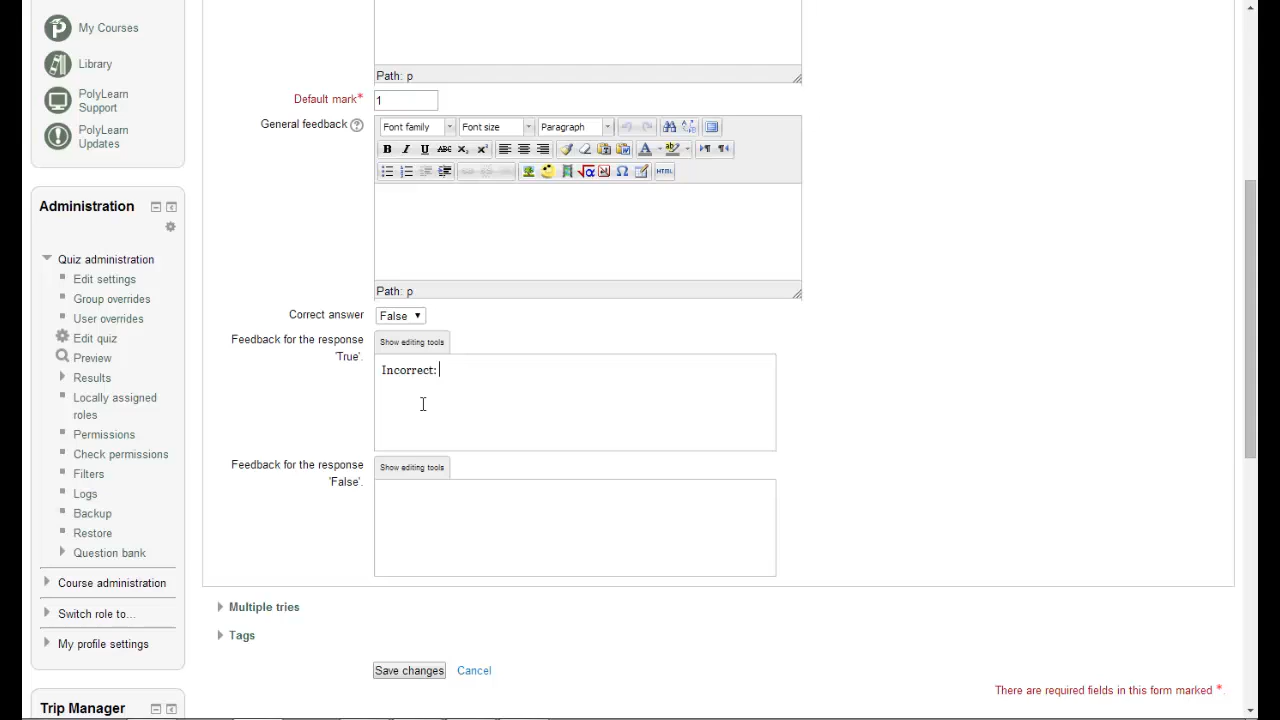 My Courses
Library
PolyLearn
Support
PolyLearn
Updates
Administration
Quiz administration
Edit settings
Group overrides
User overrides
Edit quiz
Preview
Results
Locally assigned
roles
Permissions
Check permissions
Filters
Logs
Backup
Restore
Question bank
Course administration
Switch role to...
My profile settings
Trip Manager
Path: p
Default mark*
1
General feedback
Font family
Font size
Paragraph
B I U ABC X₂ X²
HTML
Path: p
Correct answer
False
Feedback for the response
'True'.
Show editing tools
Incorrect:
Feedback for the response
'False'.
Show editing tools
Multiple tries
Tags
Save changes
Cancel
There are required fields in this form marked *.